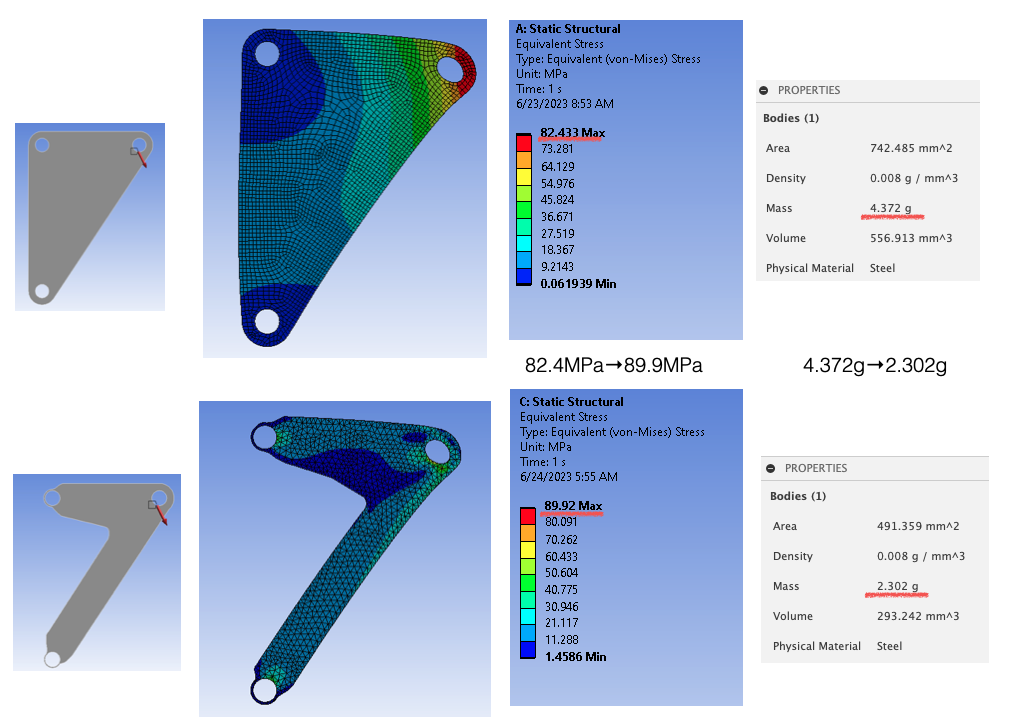 A: Static Structural
Equivalent Stress
Type: Equivalent (von-Mises) Stress
Unit: MPa
Time: 1 s
6/23/2023 8:53 AM
82.433 Max
73.281
64.129
54.976
45.824
36.671
27.519
18.367
9.2143
0.061939 Min
PROPERTIES
Bodies (1)
Area 742.485 mm^2
Density 0.008 g / mm^3
Mass 4.372 g
Volume 556.913 mm^3
Physical Material Steel
82.4MPa→89.9MPa
4.372g→2.302g
C: Static Structural
Equivalent Stress
Type: Equivalent (von-Mises) Stress
Unit: MPa
Time: 1 s
6/24/2023 5:55 AM
89.92 Max
80.091
70.262
60.433
50.604
40.775
30.946
21.117
11.288
1.4586 Min
PROPERTIES
Bodies (1)
Area 491.359 mm^2
Density 0.008 g / mm^3
Mass 2.302 g
Volume 293.242 mm^3
Physical Material Steel